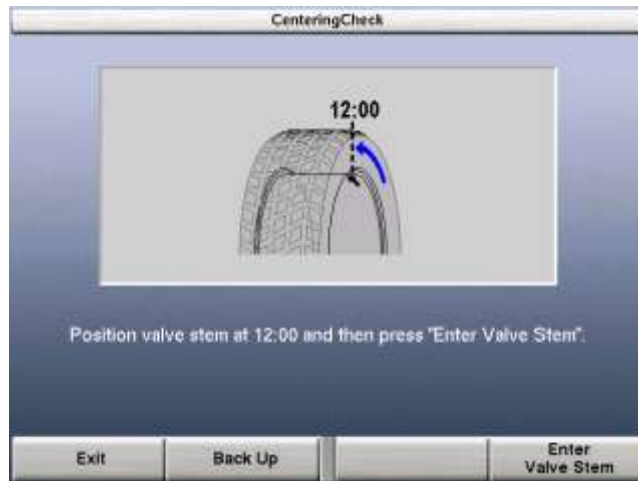 CenteringCheck
12:00
Position valve stem at 12:00 and then press "Enter Valve Stem".
Exit
Back Up
Enter
Valve Stem